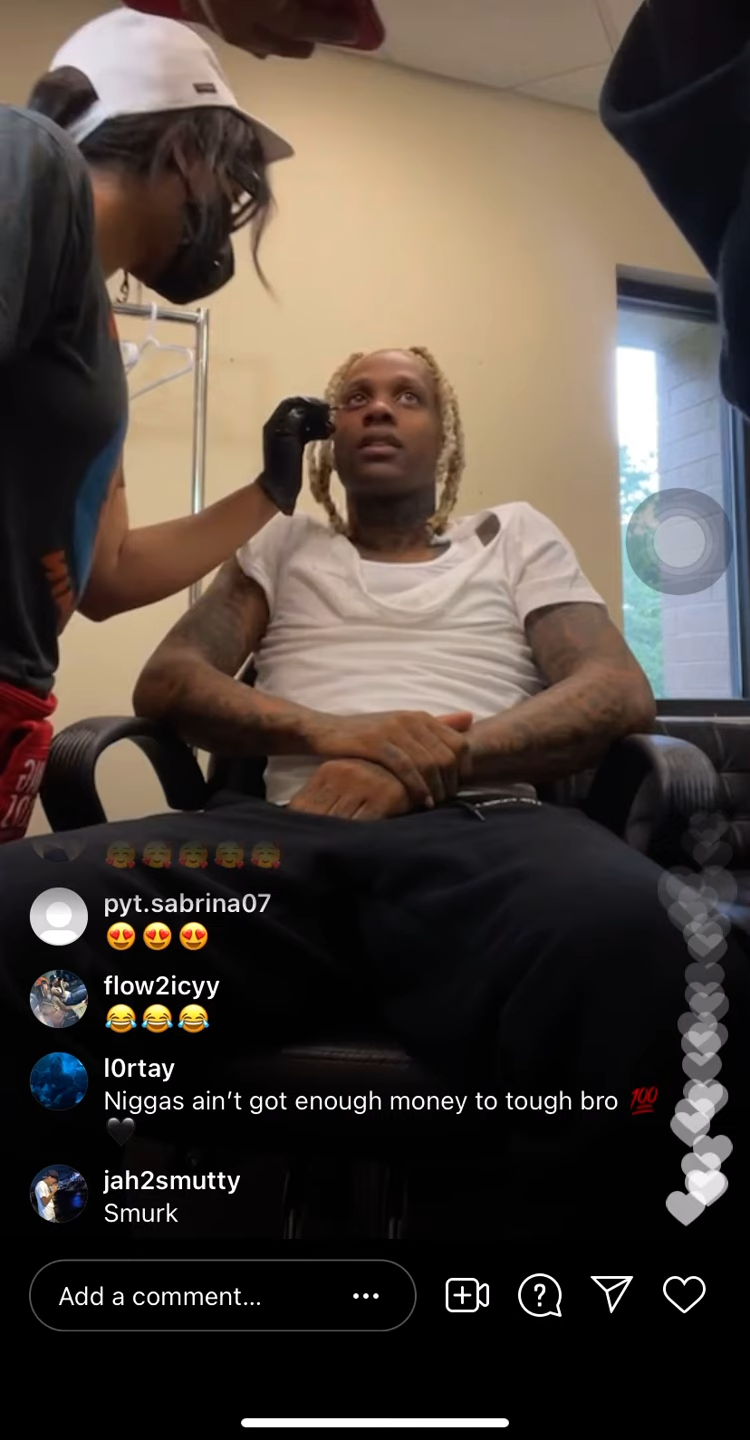 🥰🥰🥰🥰🥰
pyt.sabrina07
😍😍😍
flow2icyy
😂😂😂
l0rtay
Niggas ain’t got enough money to tough bro 💯
🖤
jah2smutty
Smurk
Add a comment...